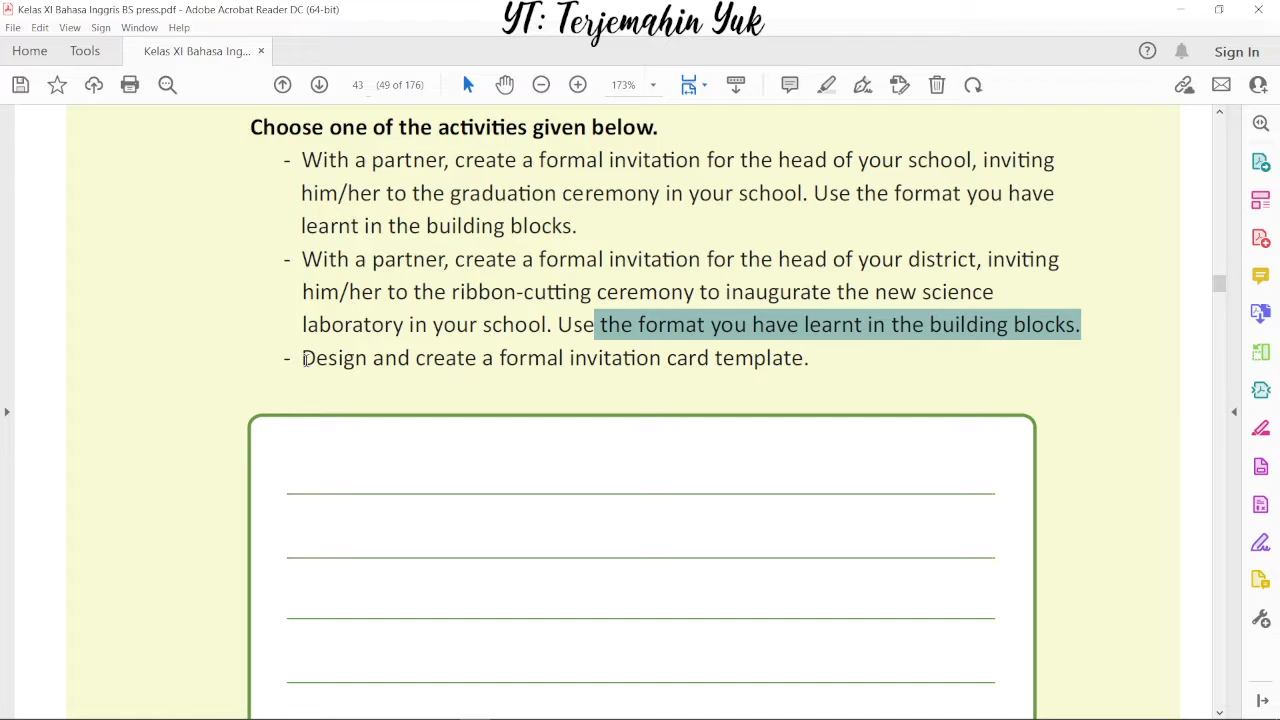 Kelas XI Bahasa Inggris BS press.pdf - Adobe Acrobat Reader DC (64-bit)
YT: Terjemahin Yuk
File Edit View Sign Window Help
Home Tools Kelas XI Bahasa Ing... × Sign In
43 (49 of 176) 173%
Choose one of the activities given below.
- With a partner, create a formal invitation for the head of your school, inviting
him/her to the graduation ceremony in your school. Use the format you have
learnt in the building blocks.
- With a partner, create a formal invitation for the head of your district, inviting
him/her to the ribbon-cutting ceremony to inaugurate the new science
laboratory in your school. Use the format you have learnt in the building blocks.
- Design and create a formal invitation card template.